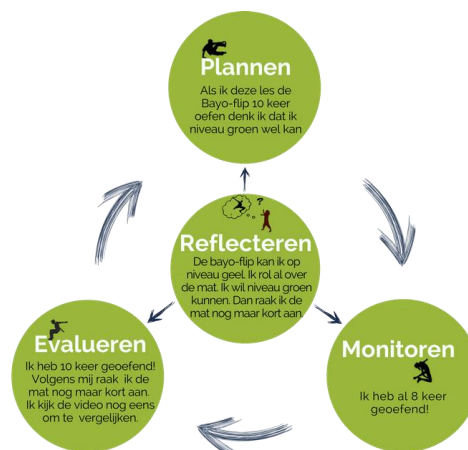 Plannen
Als ik deze les de
Bayo-flip 10 keer
oefen denk ik dat ik
niveau groen wel kan
?
Reflecteren
De bayo-flip kan ik op
niveau geel. Ik rol al over
de mat. Ik wil niveau groen
kunnen. Dan raak ik de
mat nog maar kort aan.
Evalueren
Ik heb 10 keer geoefend!
Volgens mij raak ik de
mat nog maar kort aan.
Ik kijk de video nog eens
om te vergelijken.
Monitoren
Ik heb al 8 keer
geoefend!